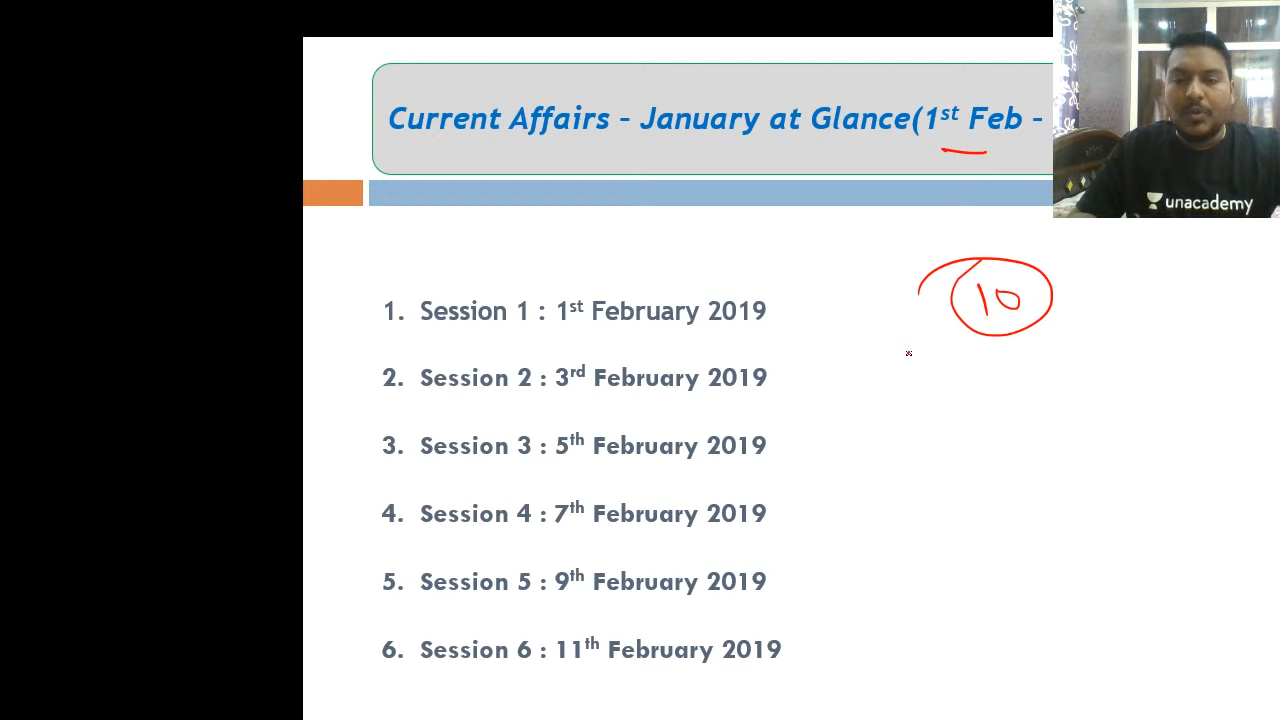 Current Affairs – January at Glance(1st Feb –
unacademy
10
1. Session 1 : 1st February 2019
2. Session 2 : 3rd February 2019
3. Session 3 : 5th February 2019
4. Session 4 : 7th February 2019
5. Session 5 : 9th February 2019
6. Session 6 : 11th February 2019